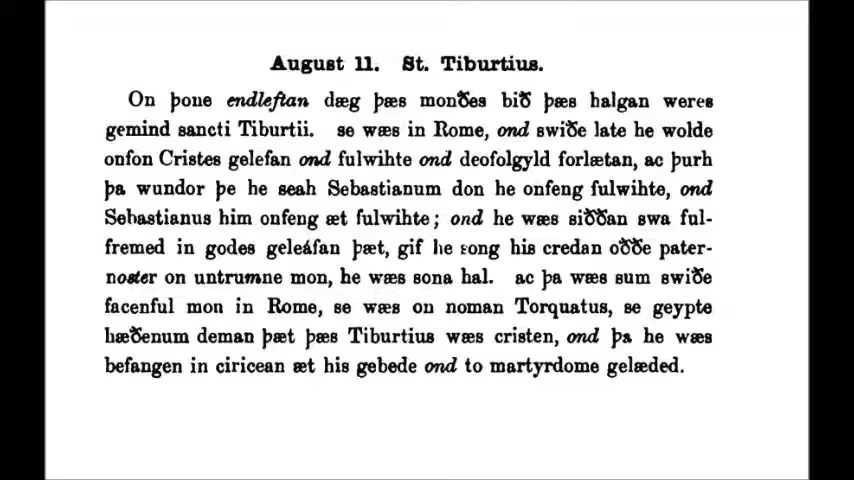 August 11. St. Tiburtius.
On þone endleftan dæg þæs monðes bið þæs halgan weres
gemind sancti Tiburtii. se wæs in Rome, ond swiðe late he wolde
onfon Cristes gelefan ond fulwihte ond deofolgyld forlætan, ac þurh
þa wundor þe he seah Sebastianum don he onfeng fulwihte, ond
Sebastianus him onfeng æt fulwihte; ond he wæs siððan swa ful-
fremed in godes geleáfan þæt, gif he song his credan oððe pater-
noster on untrumne mon, he wæs sona hal. ac þa wæs sum swiðe
facenful mon in Rome, se wæs on noman Torquatus, se geypte
hæðenum deman þæt þæs Tiburtius wæs cristen, ond þa he wæs
befangen in ciricean æt his gebede ond to martyrdome gelæded.